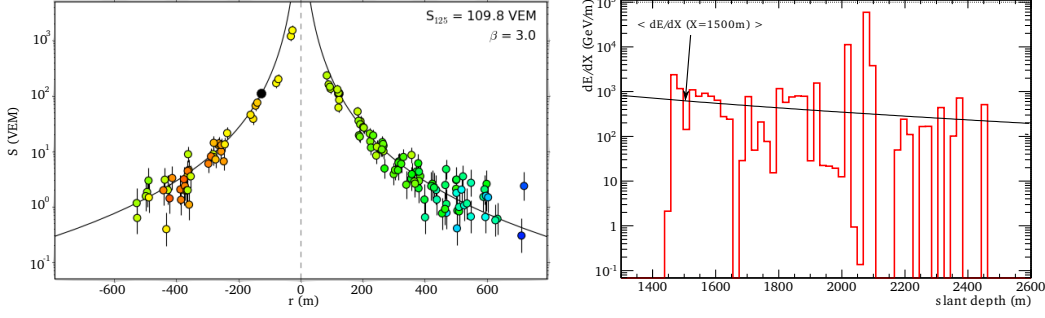 S₁₂₅ = 109.8 VEM
β = 3.0
S (VEM)
10³
10²
10¹
10⁰
10⁻¹
-600 -400 -200 0 200 400 600
r (m)
dE/dX (GeV/m)
< dE/dX (X=1500m) >
10⁵
10⁴
10³
10²
10
1
10⁻¹
1400 1600 1800 2000 2200 2400 2600
slant depth (m)